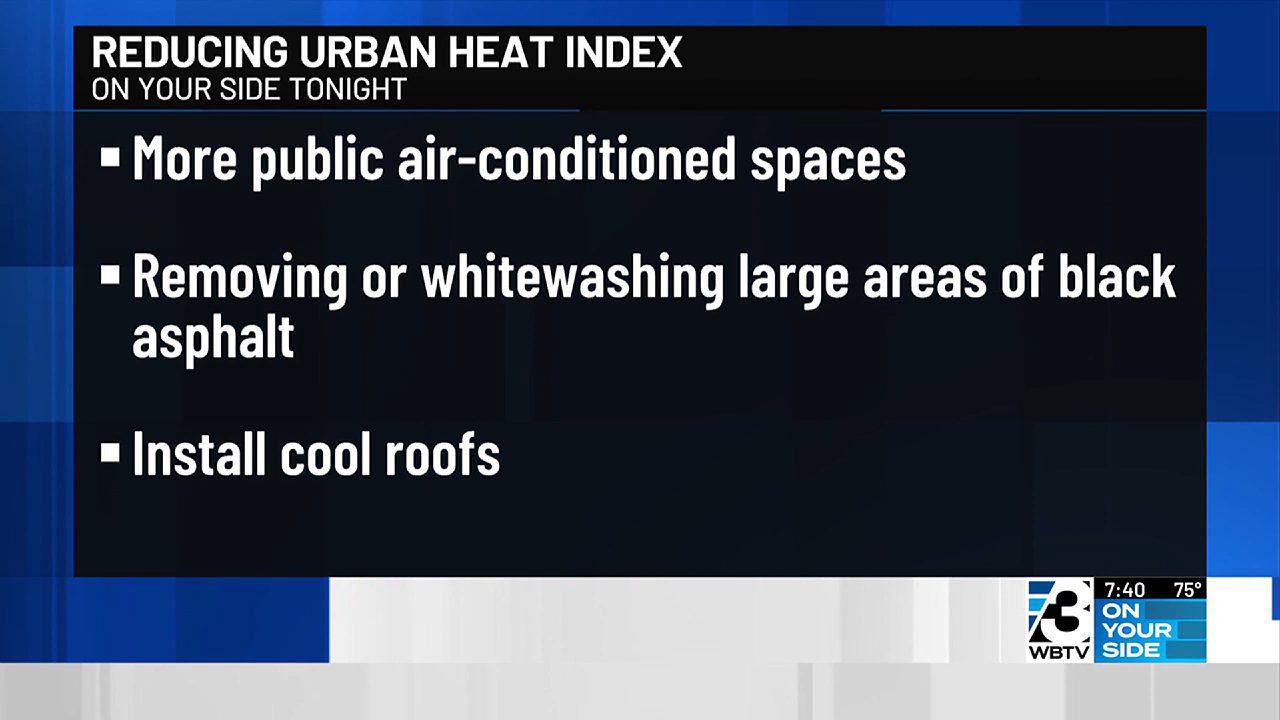 REDUCING URBAN HEAT INDEX
ON YOUR SIDE TONIGHT
▪ More public air-conditioned spaces
▪ Removing or whitewashing large areas of black
asphalt
▪ Install cool roofs
3
WBTV
7:40 75°
ON
YOUR
SIDE